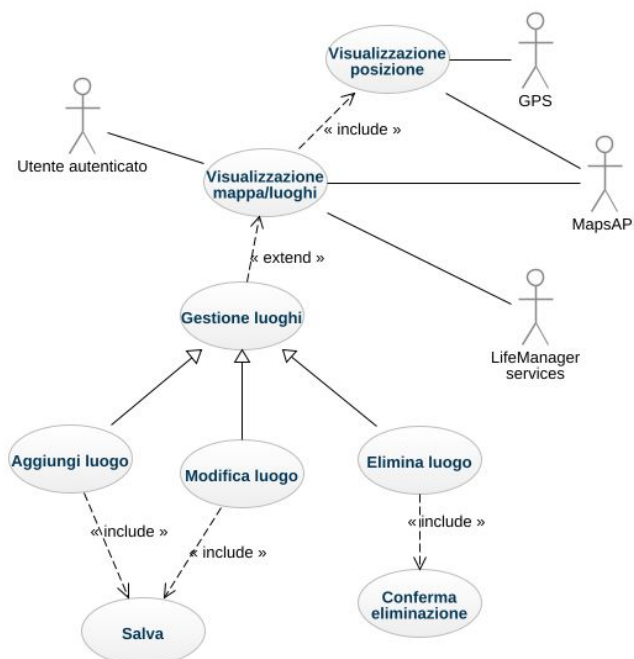 Visualizzazione
posizione
GPS
« include »
Utente autenticato
Visualizzazione
mappa/luoghi
MapsAP
« extend »
Gestione luoghi
LifeManager
services
Aggiungi luogo
Modifica luogo
Elimina luogo
« include »
« include »
« include »
Salva
Conferma
eliminazione